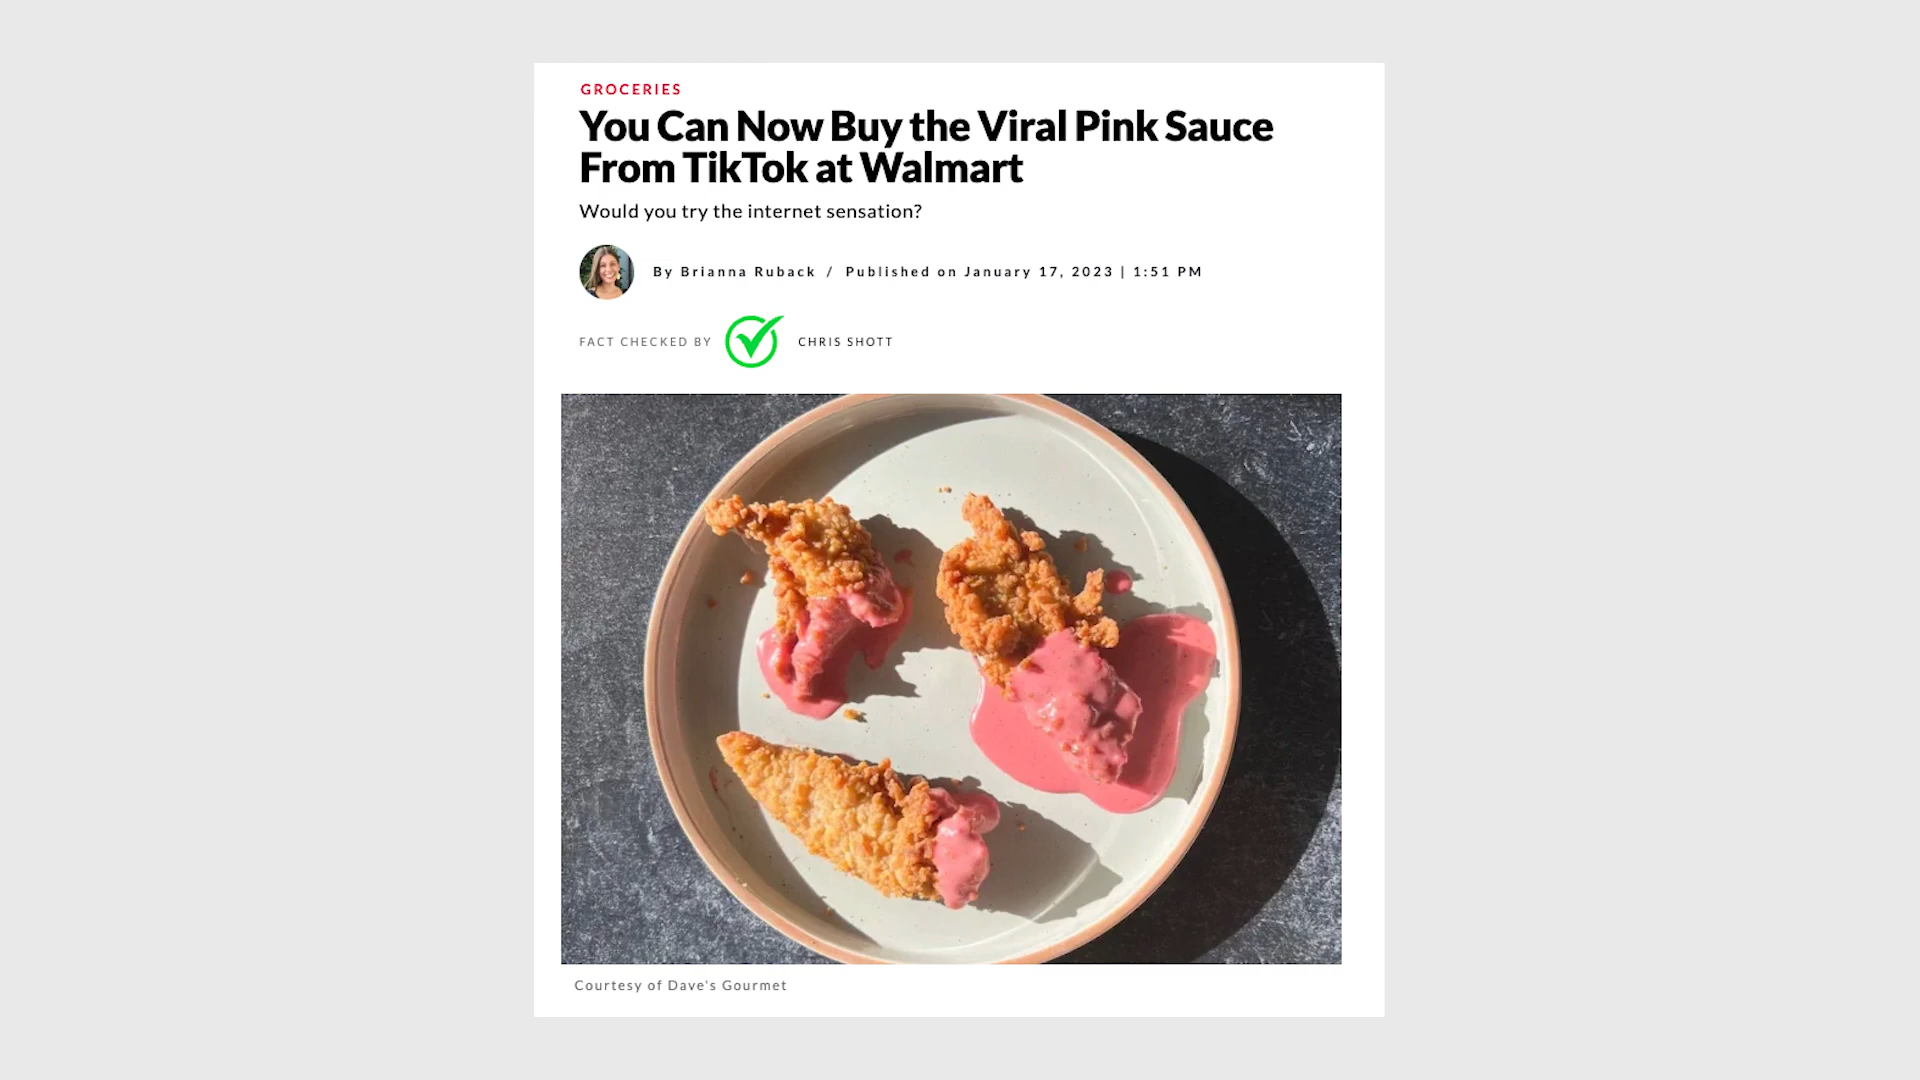 GROCERIES
You Can Now Buy the Viral Pink Sauce
From TikTok at Walmart
Would you try the internet sensation?
By Brianna Ruback / Published on January 17, 2023 | 1:51 PM
FACT CHECKED BY CHRIS SHOTT
Courtesy of Dave's Gourmet